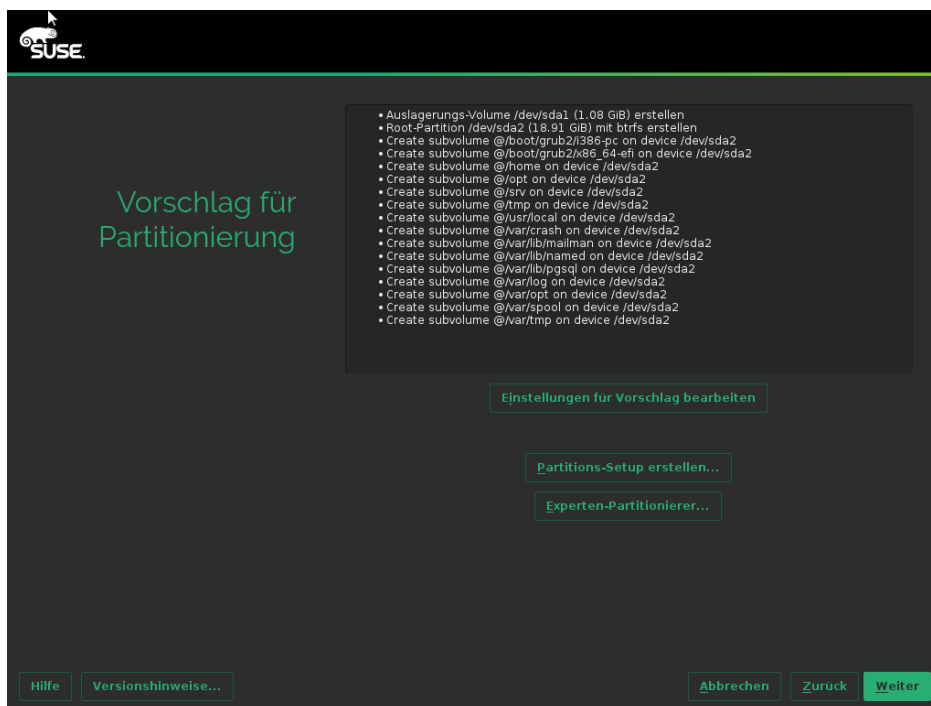 SUSE.
Vorschlag für
Partitionierung
• Auslagerungs-Volume /dev/sda1 (1.08 GiB) erstellen
• Root-Partition /dev/sda2 (18.91 GiB) mit btrfs erstellen
• Create subvolume @/boot/grub2/i386-pc on device /dev/sda2
• Create subvolume @/boot/grub2/x86_64-efi on device /dev/sda2
• Create subvolume @/home on device /dev/sda2
• Create subvolume @/opt on device /dev/sda2
• Create subvolume @/srv on device /dev/sda2
• Create subvolume @/tmp on device /dev/sda2
• Create subvolume @/usr/local on device /dev/sda2
• Create subvolume @/var/crash on device /dev/sda2
• Create subvolume @/var/lib/mailman on device /dev/sda2
• Create subvolume @/var/lib/named on device /dev/sda2
• Create subvolume @/var/lib/pgsql on device /dev/sda2
• Create subvolume @/var/log on device /dev/sda2
• Create subvolume @/var/opt on device /dev/sda2
• Create subvolume @/var/spool on device /dev/sda2
• Create subvolume @/var/tmp on device /dev/sda2
Einstellungen für Vorschlag bearbeiten
Partitions-Setup erstellen...
Experten-Partitionierer...
Hilfe Versionshinweise... Abbrechen Zurück Weiter